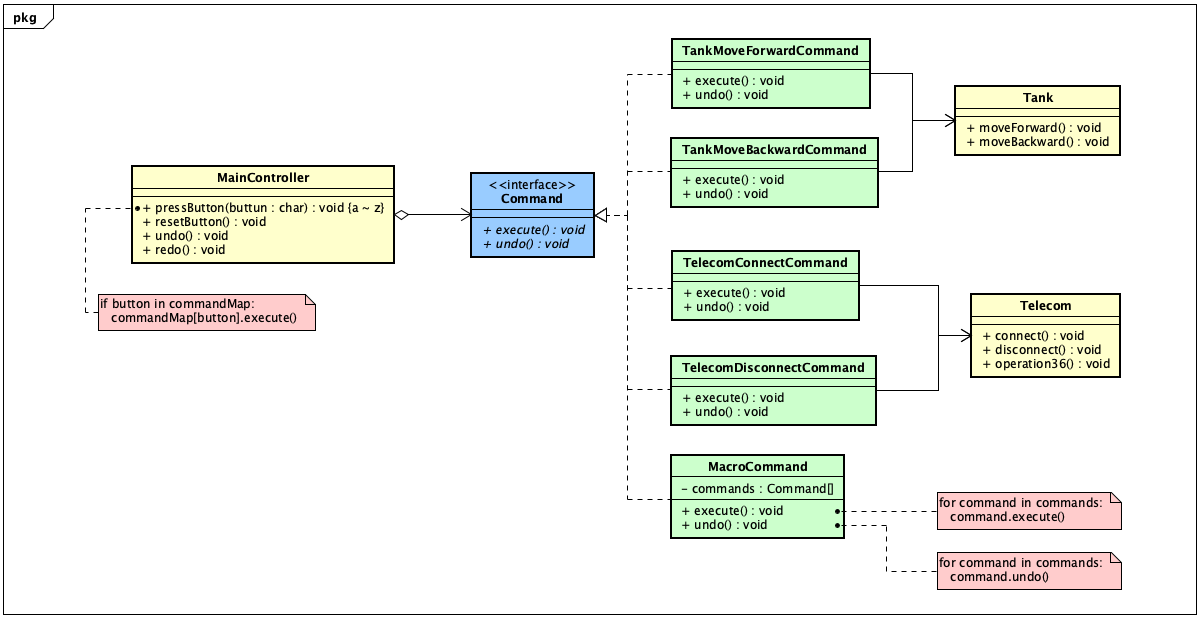 pkg
MainController
+ pressButton(buttun : char) : void {a ~ z}
+ resetButton() : void
+ undo() : void
+ redo() : void
if button in commandMap:
commandMap[button].execute()
<<interface>>
Command
+ execute() : void
+ undo() : void
TankMoveForwardCommand
+ execute() : void
+ undo() : void
TankMoveBackwardCommand
+ execute() : void
+ undo() : void
Tank
+ moveForward() : void
+ moveBackward() : void
TelecomConnectCommand
+ execute() : void
+ undo() : void
TelecomDisconnectCommand
+ execute() : void
+ undo() : void
Telecom
+ connect() : void
+ disconnect() : void
+ operation36() : void
MacroCommand
- commands : Command[]
+ execute() : void
+ undo() : void
for command in commands:
command.execute()
for command in commands:
command.undo()